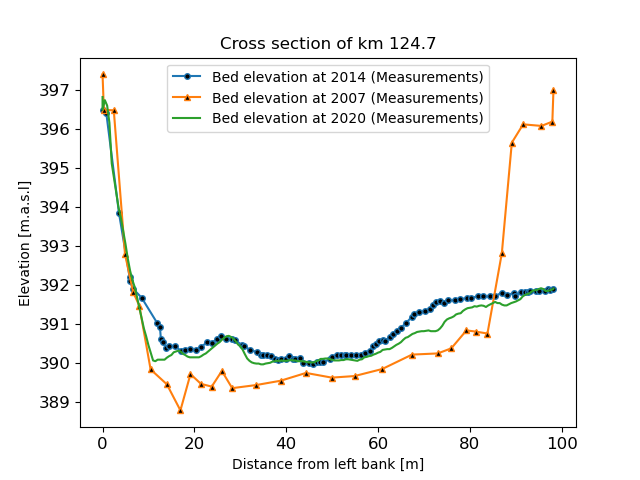 Cross section of km 124.7
Bed elevation at 2014 (Measurements)
Bed elevation at 2007 (Measurements)
Bed elevation at 2020 (Measurements)
Elevation [m.a.s.l]
397
396
395
394
393
392
391
390
389
0 20 40 60 80 100
Distance from left bank [m]